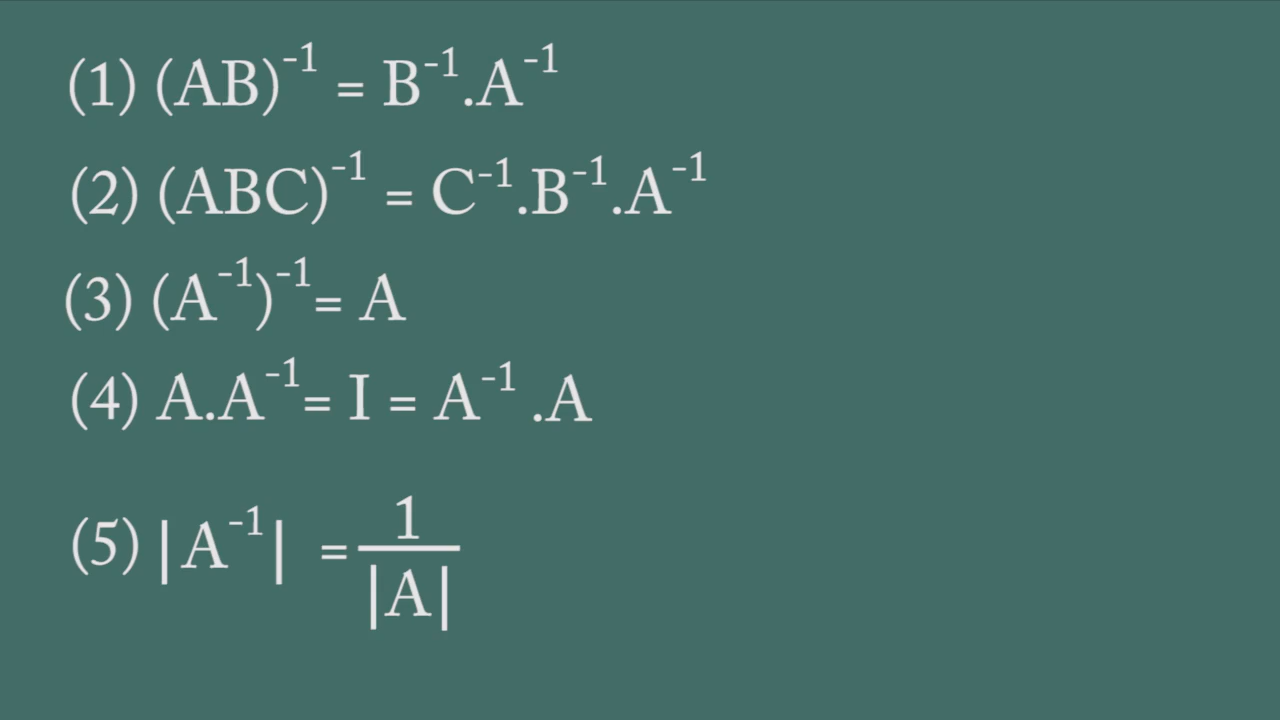 (1) (AB)⁻¹ = B⁻¹.A⁻¹
(2) (ABC)⁻¹ = C⁻¹.B⁻¹.A⁻¹
(3) (A⁻¹)⁻¹= A
(4) A.A⁻¹= I = A⁻¹ .A
(5) |A⁻¹| = 1/|A|